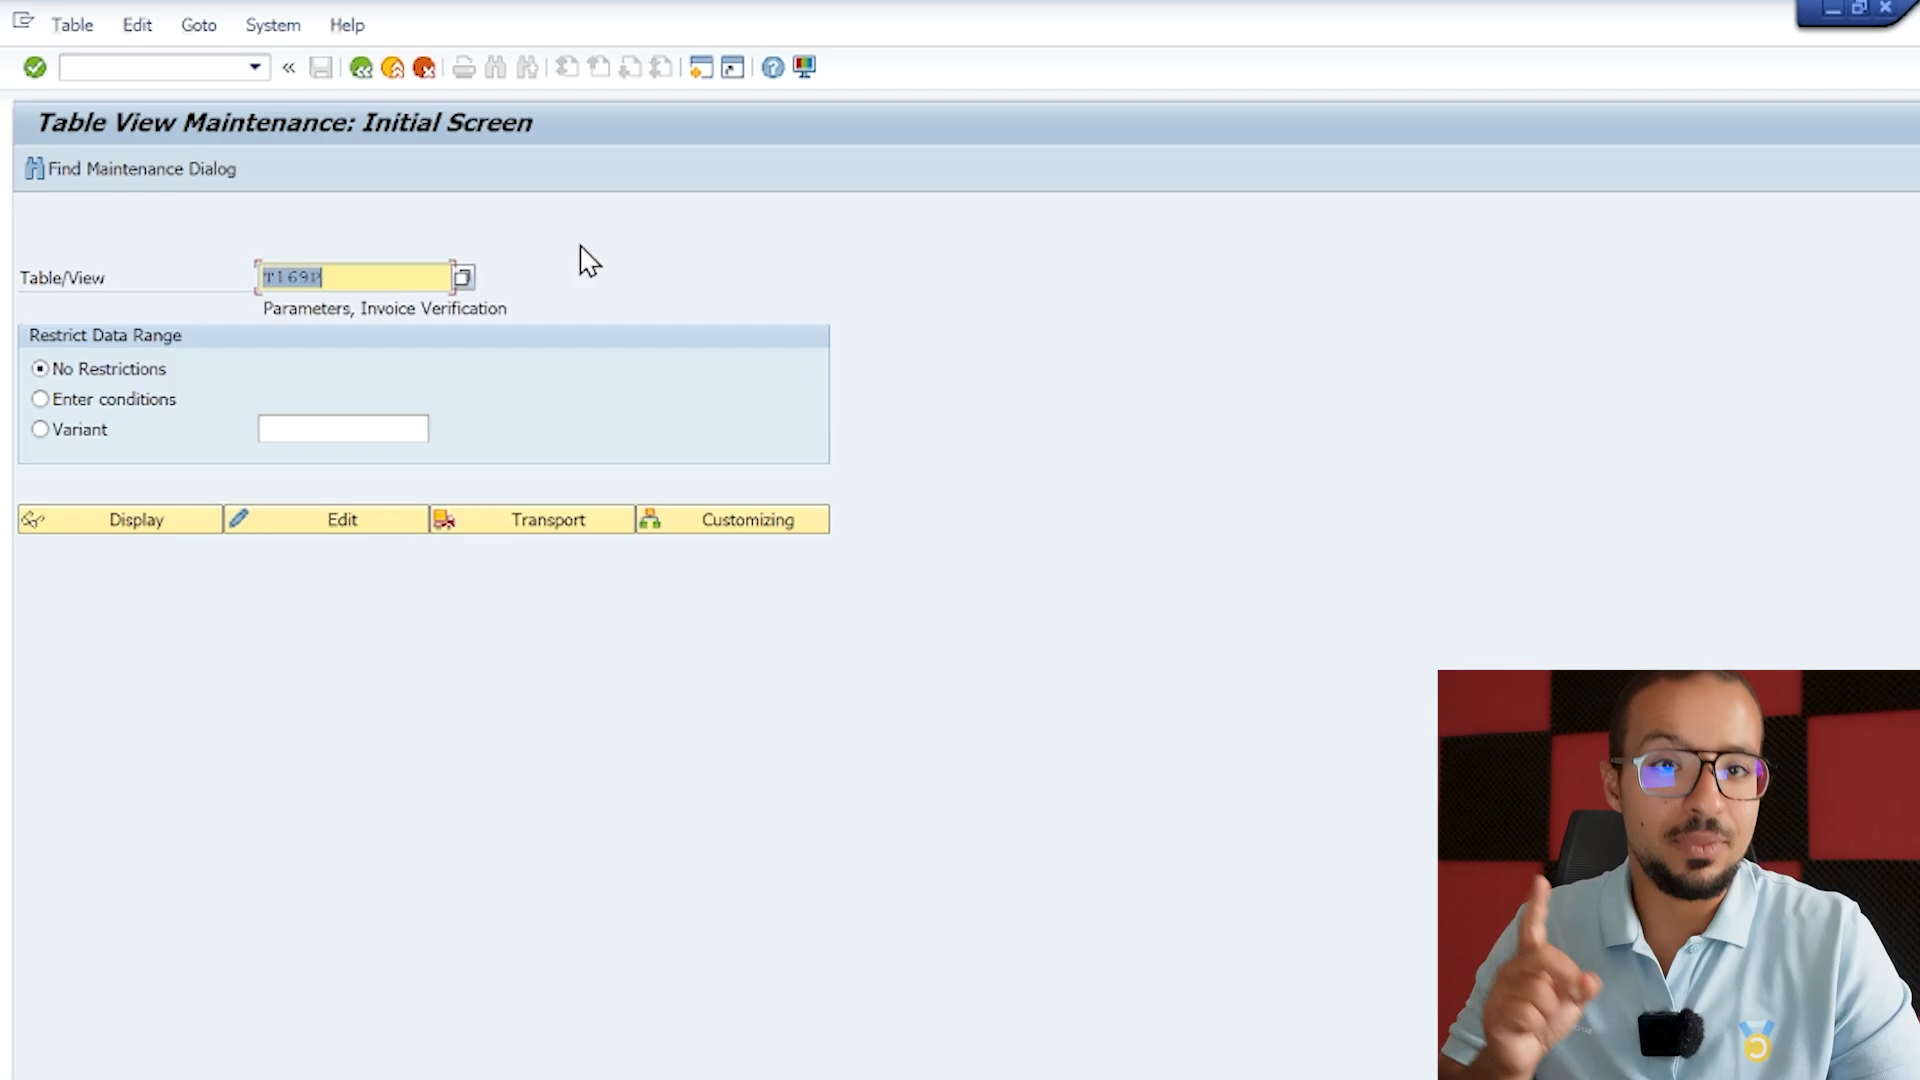 Table Edit Goto System Help
Table View Maintenance: Initial Screen
Find Maintenance Dialog
Table/View T169P
Parameters, Invoice Verification
Restrict Data Range
No Restrictions
Enter conditions
Variant
Display Edit Transport Customizing